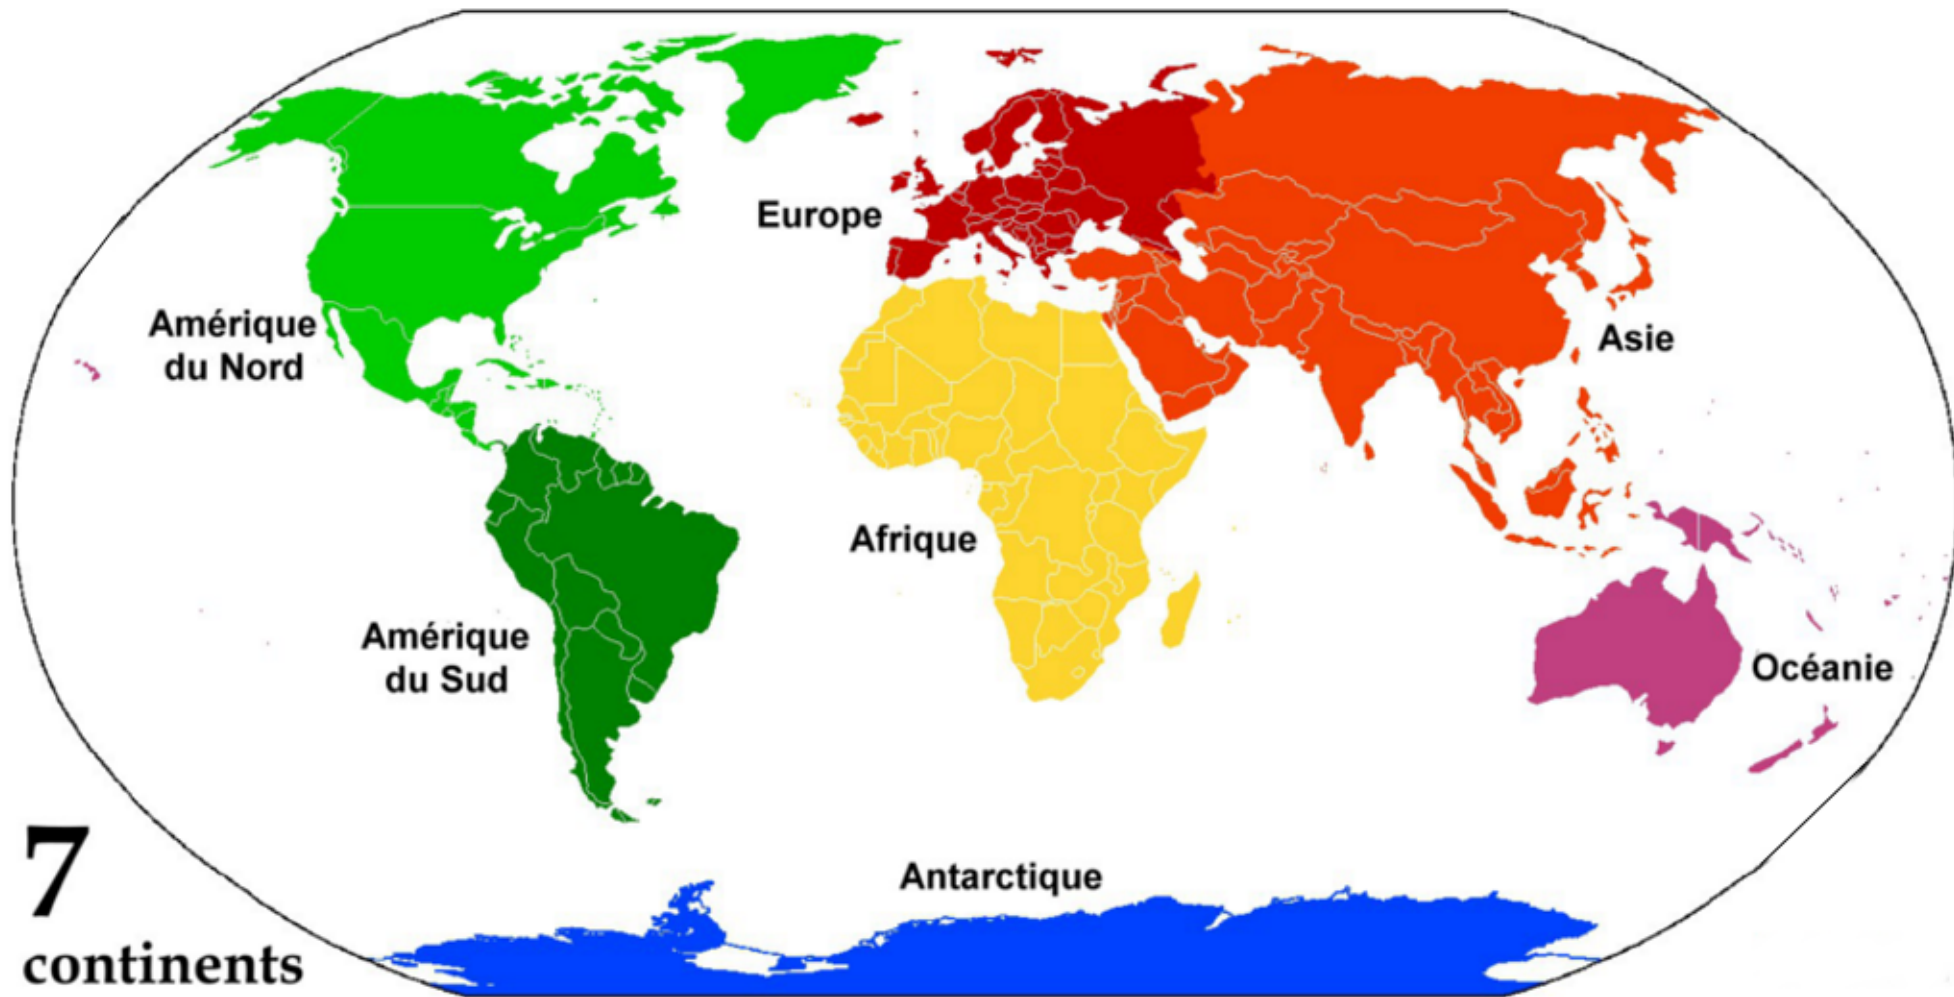 Europe
Amérique
du Nord
Asie
Afrique
Amérique
du Sud
Océanie
Antarctique
7
continents